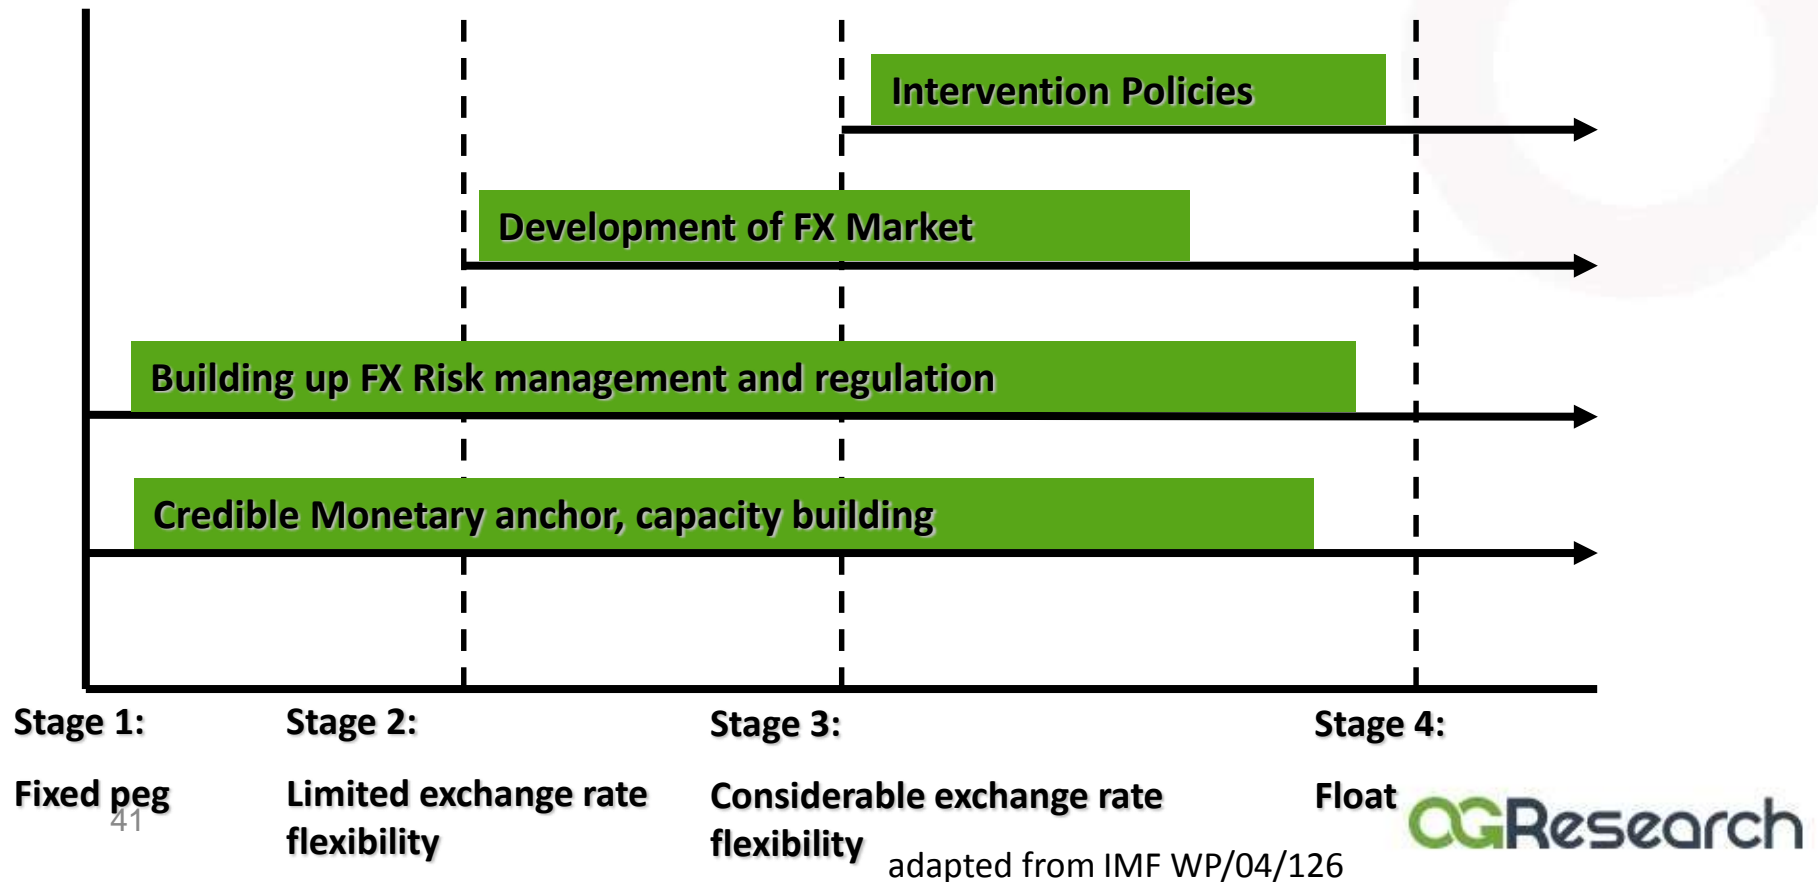 Intervention Policies
Development of FX Market
Building up FX Risk management and regulation
Credible Monetary anchor, capacity building
Stage 1:
Fixed peg
Stage 2:
Limited exchange rate
flexibility
Stage 3:
Considerable exchange rate
flexibility
Stage 4:
Float
41
adapted from IMF WP/04/126
OGResearch